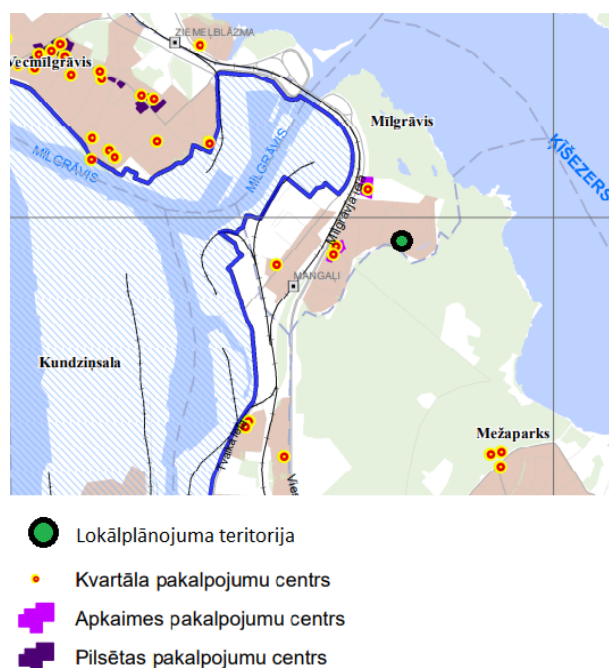 ZIEMEĻBLĀZMA
Vecmīlgrāvis
Mīlgrāvis
MĪLGRĀVIS
MĪLGRĀVIS
ĶĪŠEZERS
Mīlgrāvja iela
MANGAĻI
Kundziņsala
Mežaparks
Tvaika iela
Vies
Lokālplānojuma teritorija
Kvartāla pakalpojumu centrs
Apkaimes pakalpojumu centrs
Pilsētas pakalpojumu centrs